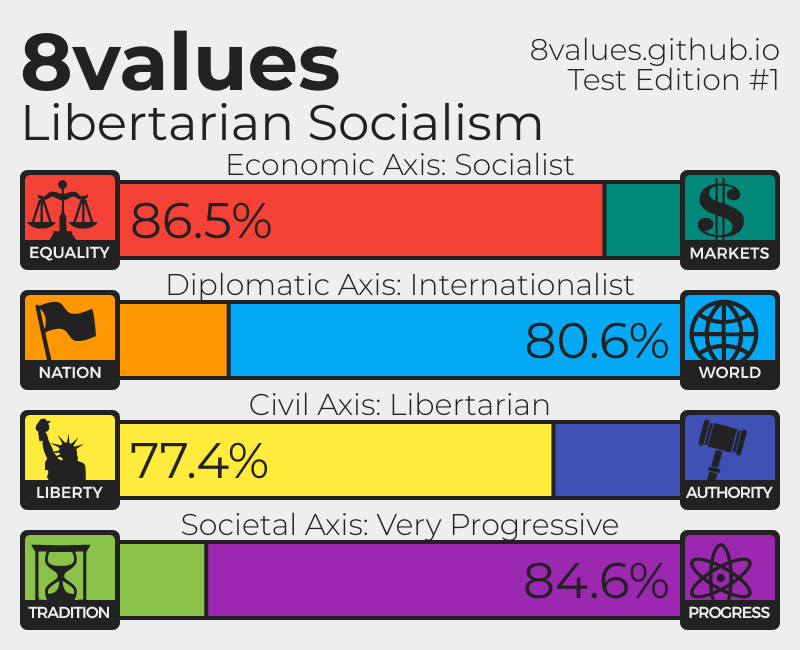 8values
8values.github.io
Test Edition #1
Libertarian Socialism
Economic Axis: Socialist
EQUALITY
86.5%
$
MARKETS
Diplomatic Axis: Internationalist
NATION
80.6%
WORLD
Civil Axis: Libertarian
LIBERTY
77.4%
AUTHORITY
Societal Axis: Very Progressive
TRADITION
84.6%
PROGRESS